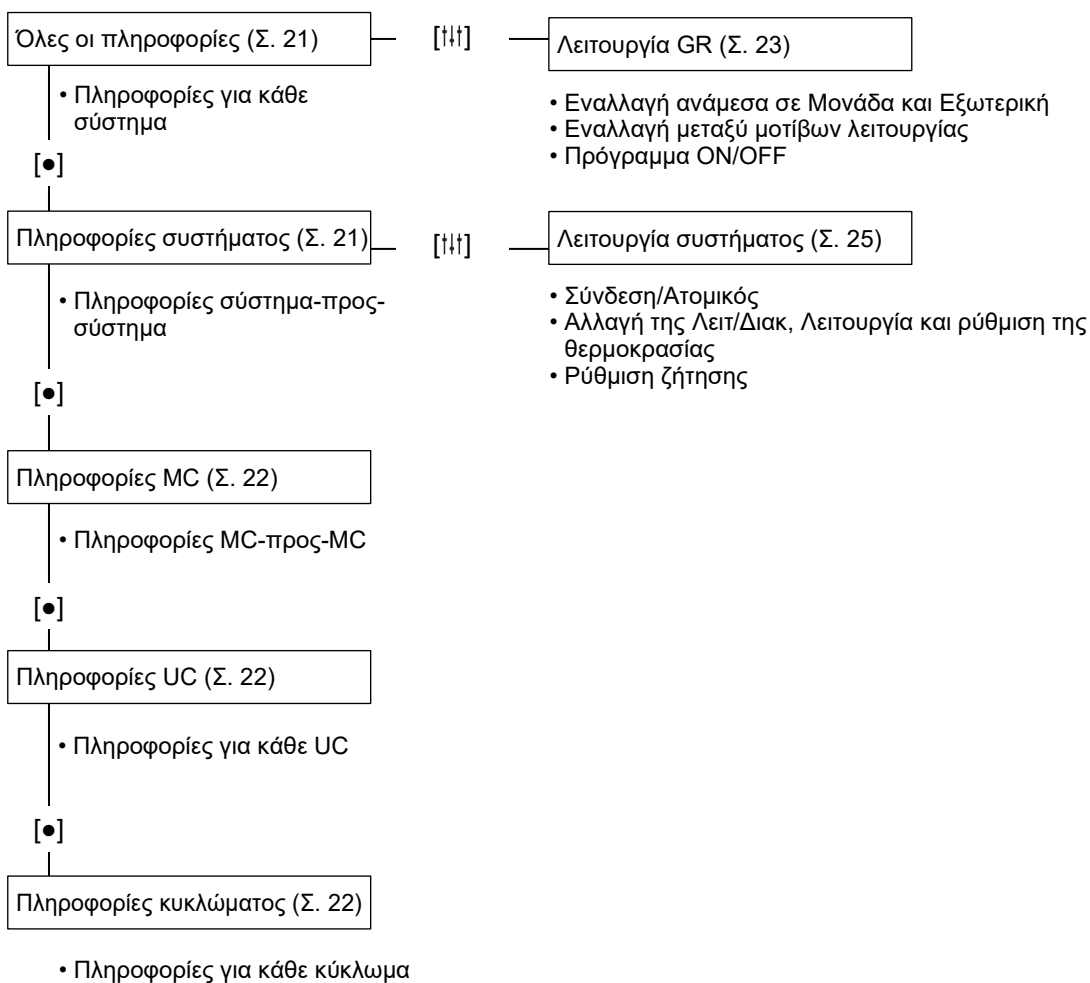 Όλες οι πληροφορίες (Σ. 21)
[ ]
Λειτουργία GR (Σ. 23)
• Πληροφορίες για κάθε
σύστημα
• Εναλλαγή ανάμεσα σε Μονάδα και Εξωτερική
• Εναλλαγή μεταξύ μοτίβων λειτουργίας
• Πρόγραμμα ON/OFF
[●]
Πληροφορίες συστήματος (Σ. 21)
[ ]
Λειτουργία συστήματος (Σ. 25)
• Πληροφορίες σύστημα-προς-
σύστημα
• Σύνδεση/Ατομικός
• Αλλαγή της Λειτ/Διακ, Λειτουργία και ρύθμιση της
θερμοκρασίας
• Ρύθμιση ζήτησης
[●]
Πληροφορίες MC (Σ. 22)
• Πληροφορίες MC-προς-MC
[●]
Πληροφορίες UC (Σ. 22)
• Πληροφορίες για κάθε UC
[●]
Πληροφορίες κυκλώματος (Σ. 22)
• Πληροφορίες για κάθε κύκλωμα